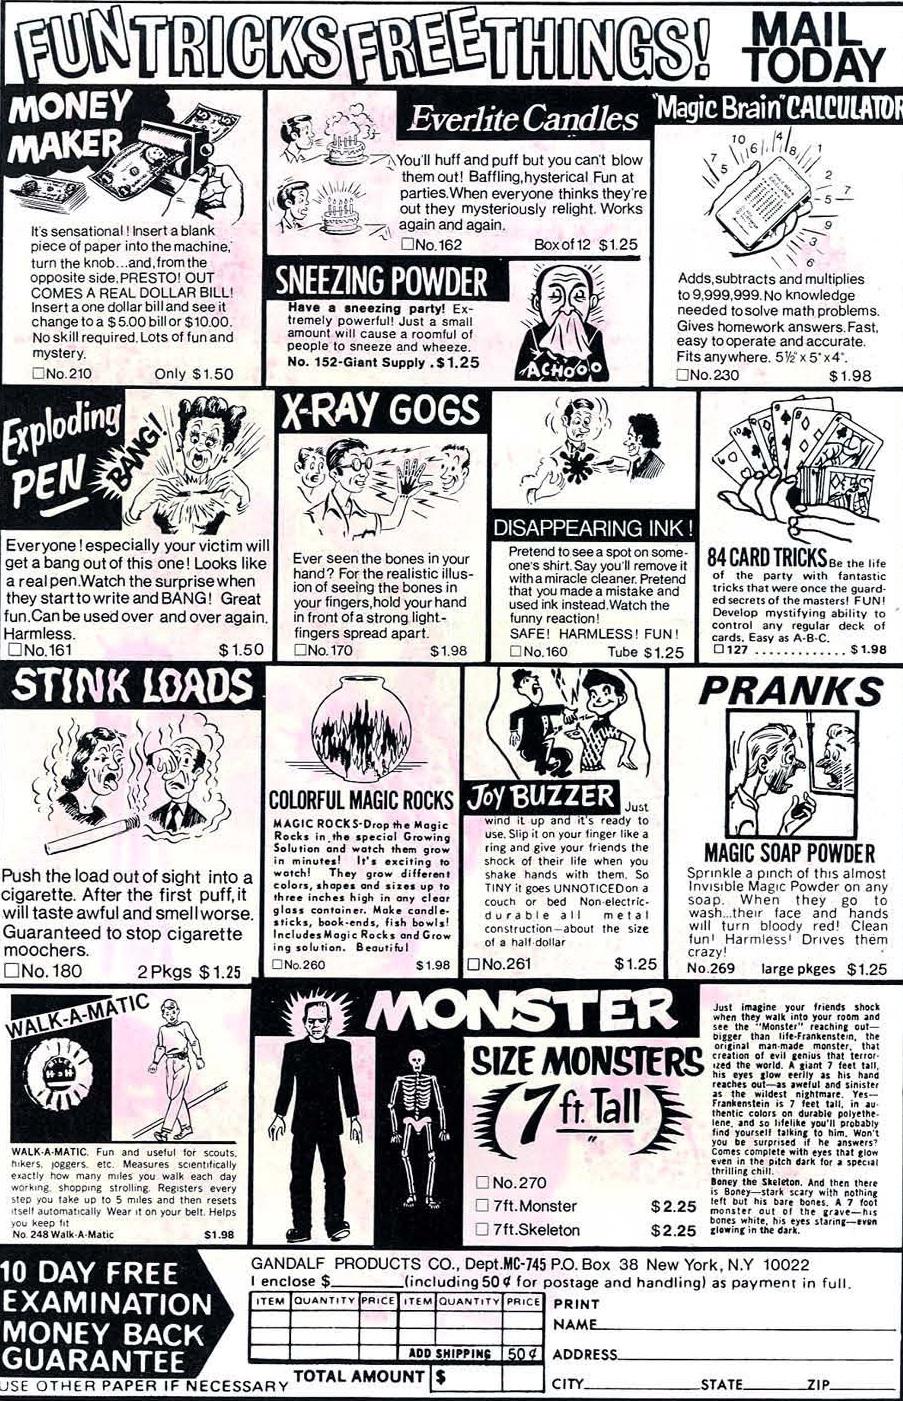 FUN TRICKS FREE THINGS!
MAIL
TODAY
MONEY
MAKER
It's sensational! Insert a blank
piece of paper into the machine,
turn the knob...and, from the
opposite side. PRESTO! OUT
COMES A REAL DOLLAR BILL!
Insert a one dollar bill and see it
change to a $5.00 bill or $10.00.
No skill required. Lots of fun and
mystery.
□No.210 Only $1.50
Everlite Candles
You'll huff and puff but you can't blow
them out! Baffling, hysterical Fun at
parties. When everyone thinks they're
out they mysteriously relight. Works
again and again.
□No.162 Box of 12 $1.25
SNEEZING POWDER
Have a sneezing party! Ex-
tremely powerful! Just a small
amount will cause a roomful of
people to sneeze and wheeze.
No. 152-Giant Supply . $1.25
ACHOOO
"Magic Brain" CALCULATOR
10 4 7 5 6 8 1 2 7 5 9 3 6
Adds, subtracts and multiplies
to 9,999,999. No knowledge
needed to solve math problems.
Gives homework answers. Fast,
easy to operate and accurate.
Fits anywhere. 5½" x 5" x 4".
□No.230 $1.98
Exploding
PEN
BANG!
Everyone! especially your victim will
get a bang out of this one! Looks like
a real pen. Watch the surprise when
they start to write and BANG! Great
fun. Can be used over and over again.
Harmless.
□No.161 $1.50
X-RAY GOGS
Ever seen the bones in your
hand? For the realistic illus-
ion of seeing the bones in
your fingers, hold your hand
in front of a strong light-
fingers spread apart.
□No.170 $1.98
DISAPPEARING INK!
Pretend to see a spot on some-
one's shirt. Say you'll remove it
with a miracle cleaner. Pretend
that you made a mistake and
used ink instead. Watch the
funny reaction!
SAFE! HARMLESS! FUN!
□No.160 Tube $1.25
84 CARD TRICKS Be the life
of the party with fantastic
tricks that were once the guard-
ed secrets of the masters! FUN!
Develop mystifying ability to
control any regular deck of
cards. Easy as A-B-C.
□127 ............. $1.98
STINK LOADS
Push the load out of sight into a
cigarette. After the first puff, it
will taste awful and smell worse.
Guaranteed to stop cigarette
moochers.
□No.180 2 Pkgs $1.25
COLORFUL MAGIC ROCKS
MAGIC ROCKS-Drop the Magic
Rocks in the special Growing
Solution and watch them grow
in minutes! It's exciting to
watch! They grow different
colors, shapes and sizes up to
three inches high in any clear
glass container. Make candle-
sticks, book-ends, fish bowls!
Includes Magic Rocks and Grow
ing solution. Beautiful
□No.260 $1.98
JOY BUZZER Just
wind it up and it's ready to
use. Slip it on your finger like a
ring and give your friends the
shock of their life when you
shake hands with them. So
TINY it goes UNNOTICED on a
couch or bed Non-electric-
durable all metal
construction-about the size
of a half-dollar
□No.261 $1.25
PRANKS
MAGIC SOAP POWDER
Sprinkle a pinch of this almost
Invisible Magic Powder on any
soap. When they go to
wash...their face and hands
will turn bloody red! Clean
fun! Harmless! Drives them
crazy!
No.269 large pkges $1.25
WALK-A-MATIC
WALK-A-MATIC. Fun and useful for scouts,
hikers, joggers, etc. Measures scientifically
exactly how many miles you walk each day
working, shopping strolling. Registers every
step you take up to 5 miles and then resets
itself automatically Wear it on your belt. Helps
you keep fit
No. 248 Walk-A-Matic $1.98
MONSTER
SIZE MONSTERS
(7 ft. Tall)
□No.270
□ 7ft. Monster $2.25
□ 7ft. Skeleton $2.25
Just imagine your friends shock
when they walk into your room and
see the "Monster" reaching out—
bigger than life-Frankenstein, the
original man-made monster, that
creation of evil genius that terror-
ized the world. A giant 7 feet tall,
his eyes glow eerily as his hand
reaches out—as aweful and sinister
as the wildest nightmare. Yes—
Frankenstein is 7 feet tall, in au-
thentic colors on durable polyethe-
lene, and so lifelike you'll probably
find yourself talking to him. Won't
you be surprised if he answers?
Comes complete with eyes that glow
even in the pitch dark for a special
thrilling chill.
Boney the Skeleton. And then there
is Boney—stark scary with nothing
left but his bare bones. A 7 foot
monster out of the grave—his
bones white, his eyes staring—even
glowing in the dark.
10 DAY FREE
EXAMINATION
MONEY BACK
GUARANTEE
USE OTHER PAPER IF NECESSARY
GANDALF PRODUCTS CO., Dept. MC-745 P.O. Box 38 New York, N.Y 10022
I enclose $______(including 50¢ for postage and handling) as payment in full.
ITEM QUANTITY PRICE ITEM QUANTITY PRICE
ADD SHIPPING 50¢
TOTAL AMOUNT $
PRINT
NAME
ADDRESS
CITY STATE ZIP